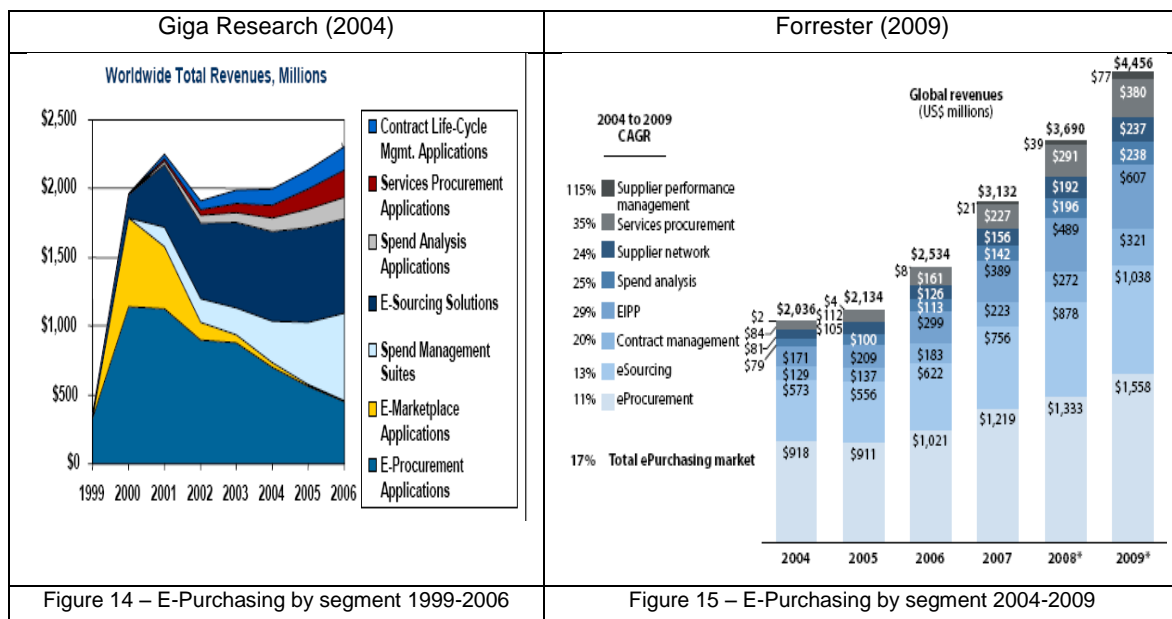 Giga Research (2004)
Worldwide Total Revenues, Millions
$2,500
$2,000
$1,500
$1,000
$500
$0
1999 2000 2001 2002 2003 2004 2005 2006
Contract Life-Cycle
Mgmt. Applications
Services Procurement
Applications
Spend Analysis
Applications
E-Sourcing Solutions
Spend Management
Suites
E-Marketplace
Applications
E-Procurement
Applications
Figure 14 – E-Purchasing by segment 1999-2006
Forrester (2009)
Global revenues
(US$ millions)
2004 to 2009
CAGR
115% Supplier performance
management
35% Services procurement
24% Supplier network
25% Spend analysis
29% EIPP
20% Contract management
13% eSourcing
11% eProcurement
17% Total ePurchasing market
$2,036
$2
$84
$81
$79
$171
$129
$573
$918
2004
$2,134
$4
$112
$105
$100
$209
$137
$556
$911
2005
$2,534
$8
$161
$126
$113
$299
$183
$622
$1,021
2006
$3,132
$21
$227
$156
$142
$389
$223
$756
$1,219
2007
$3,690
$39
$291
$192
$196
$489
$272
$878
$1,333
2008*
$4,456
$77
$380
$237
$238
$607
$321
$1,038
$1,558
2009*
Figure 15 – E-Purchasing by segment 2004-2009